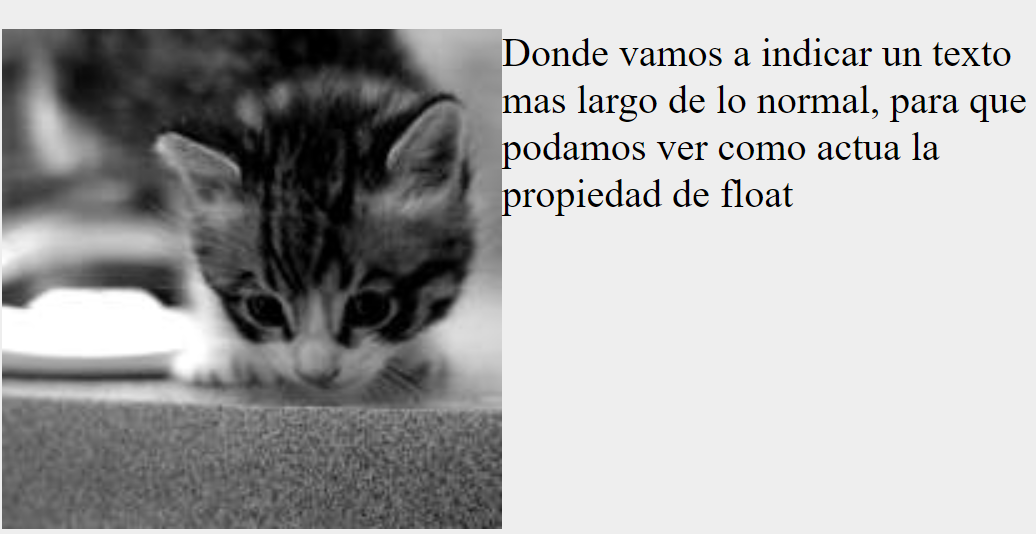 Donde vamos a indicar un texto
mas largo de lo normal, para que
podamos ver como actua la
propiedad de float